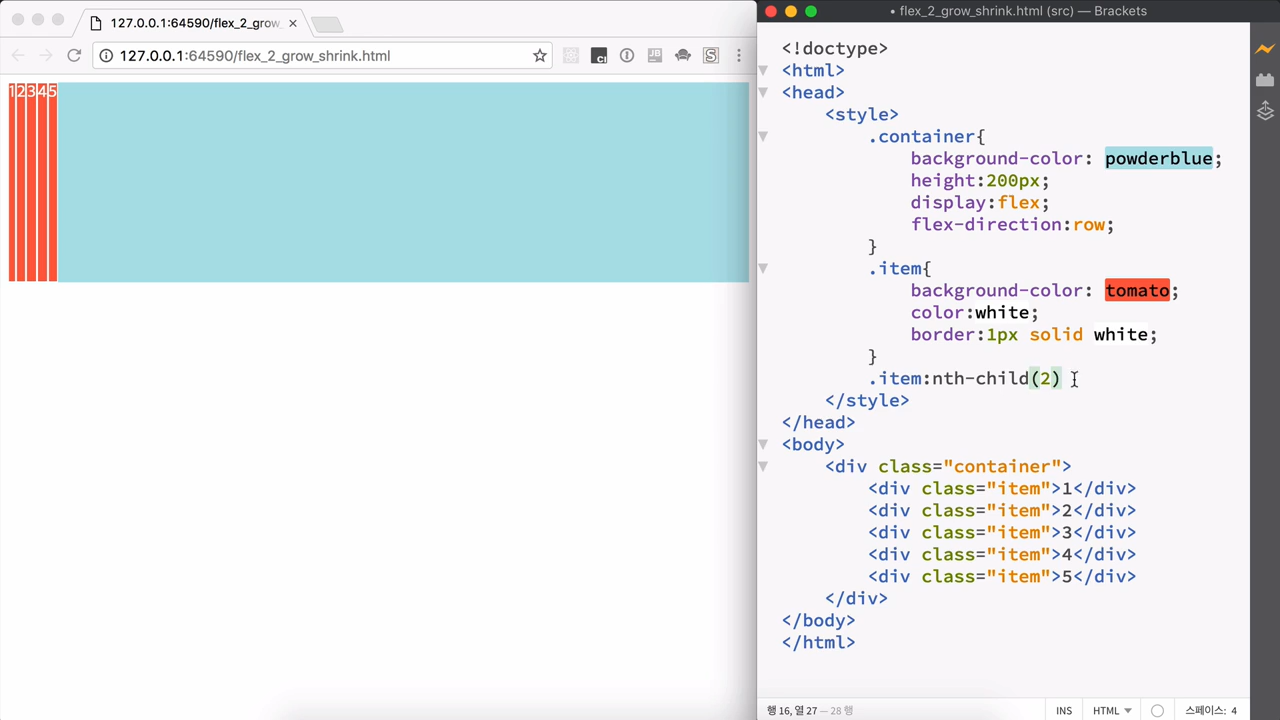 127.0.0.1:64590/flex_2_grow
127.0.0.1:64590/flex_2_grow_shrink.html
12345
• flex_2_grow_shrink.html (src) — Brackets
<!doctype>
<html>
<head>
<style>
.container{
background-color: powderblue;
height:200px;
display:flex;
flex-direction:row;
}
.item{
background-color: tomato;
color:white;
border:1px solid white;
}
.item:nth-child(2)
</style>
</head>
<body>
<div class="container">
<div class="item">1</div>
<div class="item">2</div>
<div class="item">3</div>
<div class="item">4</div>
<div class="item">5</div>
</div>
</body>
</html>
행 16, 열 27 — 28 행
INS
HTML
스페이스: 4